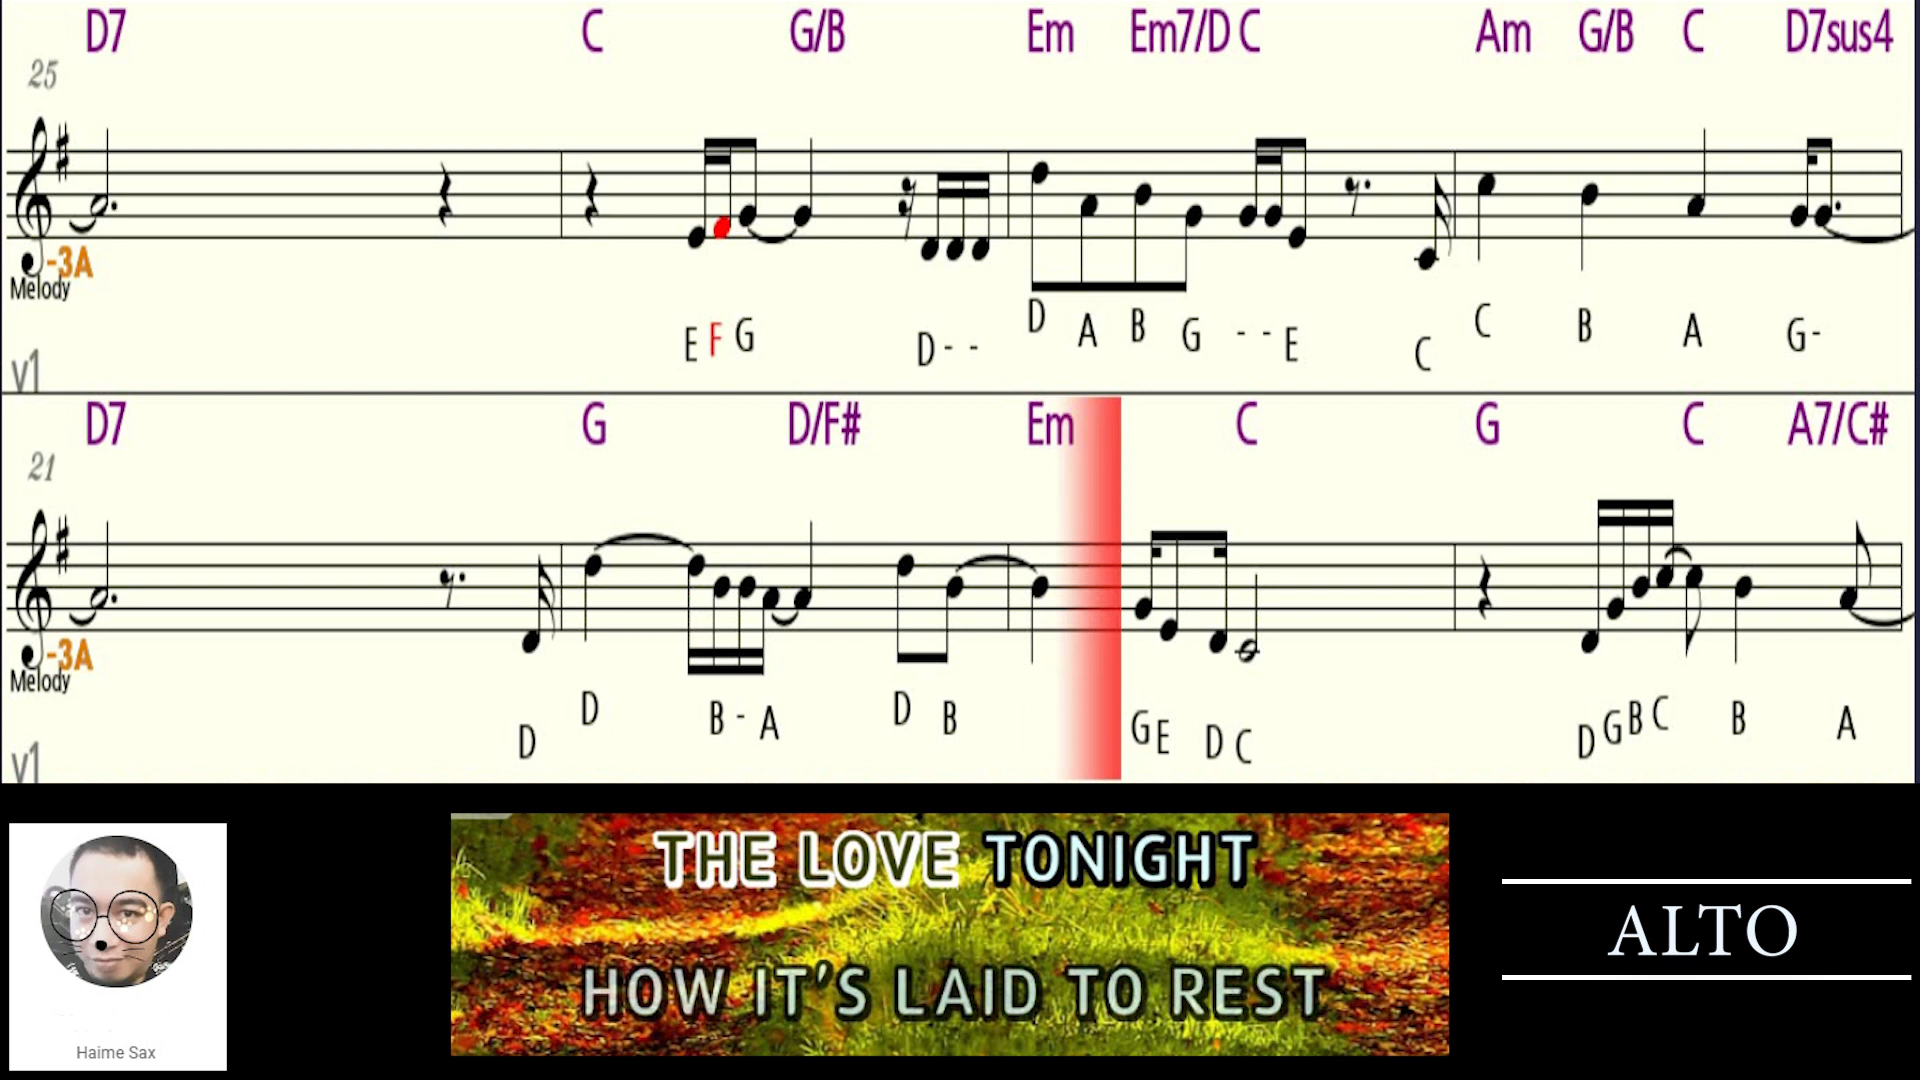 D7 C G/B Em Em7/D C Am G/B C D7sus4
25
-3A
Melody
E F G D - - D A B G - - E C C B A G -
v1
D7 G D/F# Em C G C A7/C#
21
-3A
Melody
D D B - A D B G E D C D G B C B A
v1
THE LOVE TONIGHT
HOW IT'S LAID TO REST
ALTO
Haime Sax